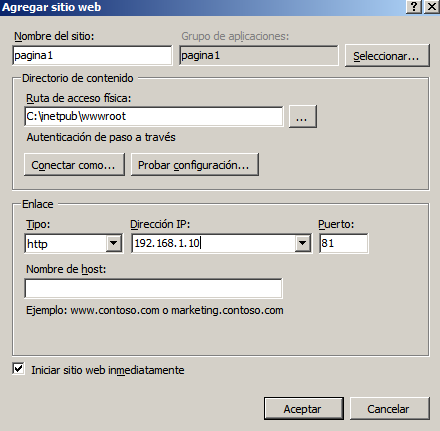 Agregar sitio web
Nombre del sitio: Grupo de aplicaciones:
pagina1 pagina1 Seleccionar...
Directorio de contenido
Ruta de acceso física:
C:\inetpub\wwwroot ...
Autenticación de paso a través
Conectar como... Probar configuración...
Enlace
Tipo: Dirección IP: Puerto:
http 192.168.1.10 81
Nombre de host:
Ejemplo: www.contoso.com o marketing.contoso.com
Iniciar sitio web inmediatamente
Aceptar Cancelar